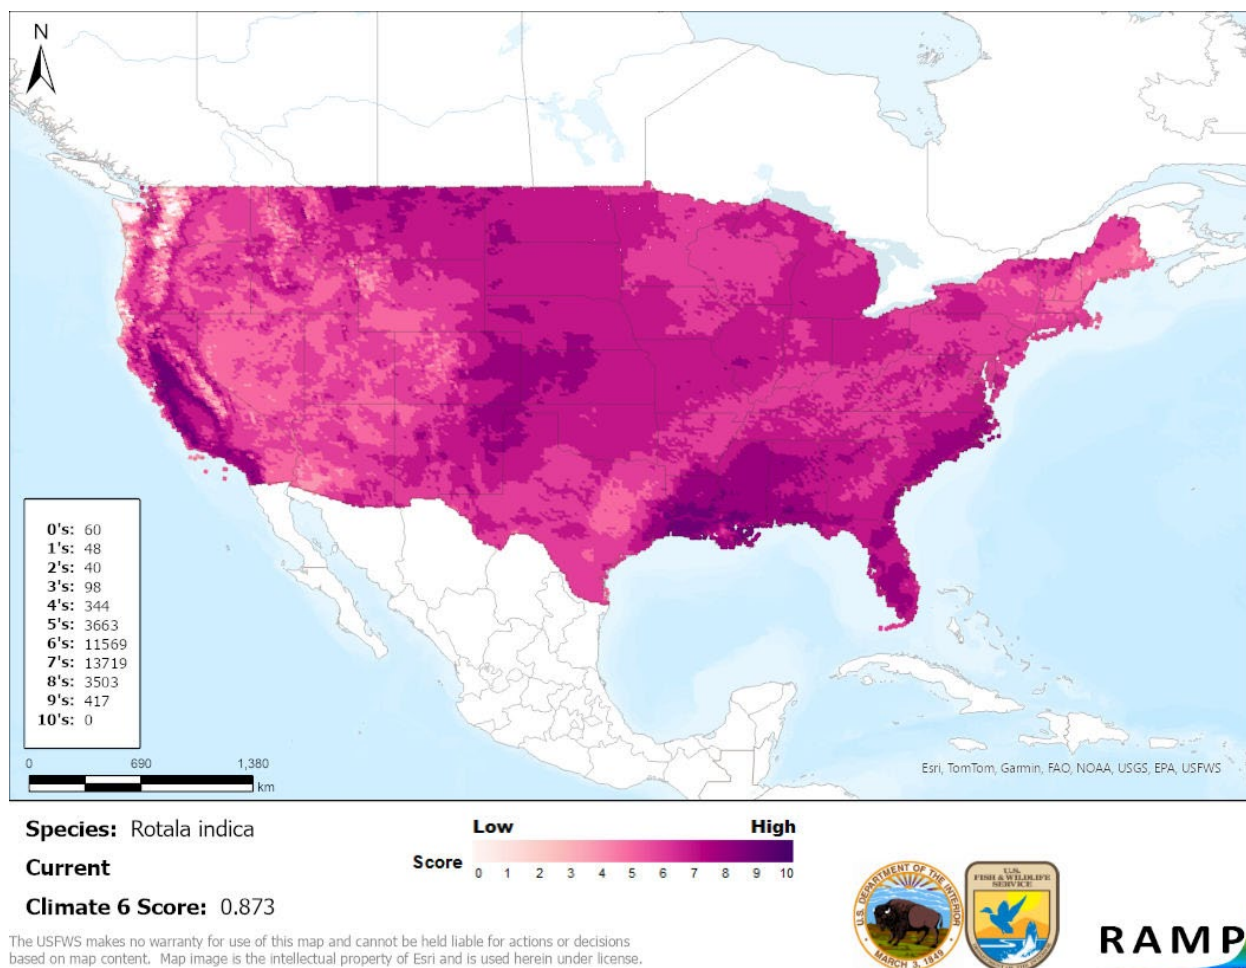 N
0's: 60
1's: 48
2's: 40
3's: 98
4's: 344
5's: 3663
6's: 11569
7's: 13719
8's: 3503
9's: 417
10's: 0
0 690 1,380
km
Esri, TomTom, Garmin, FAO, NOAA, USGS, EPA, USFWS
Species: Rotala indica
Current
Climate 6 Score: 0.873
Low High
Score 0 1 2 3 4 5 6 7 8 9 10
The USFWS makes no warranty for use of this map and cannot be held liable for actions or decisions
based on map content. Map image is the intellectual property of Esri and is used herein under license.
U.S. DEPARTMENT OF THE INTERIOR
MARCH 3, 1849
U.S.
FISH & WILDLIFE
SERVICE
RAMP